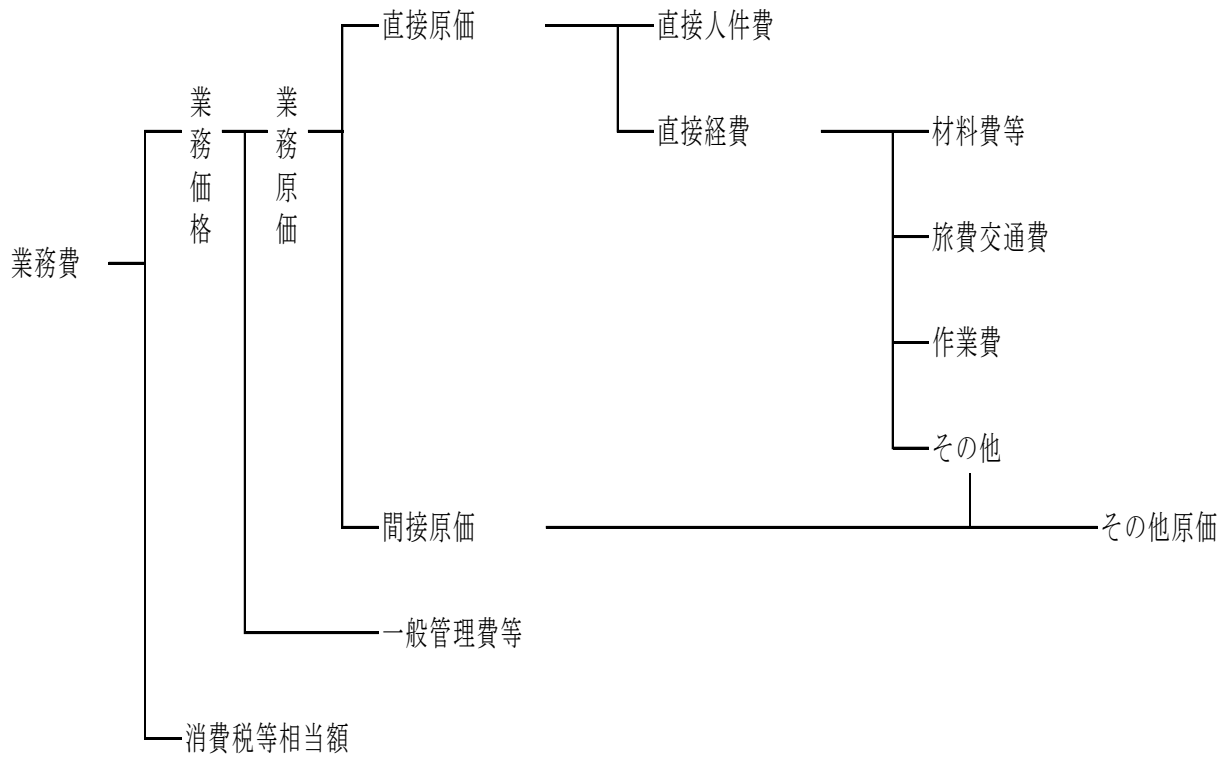 直接原価
直接人件費
業務価格
業務原価
直接経費
材料費等
旅費交通費
業務費
作業費
その他
間接原価
その他原価
一般管理費等
消費税等相当額